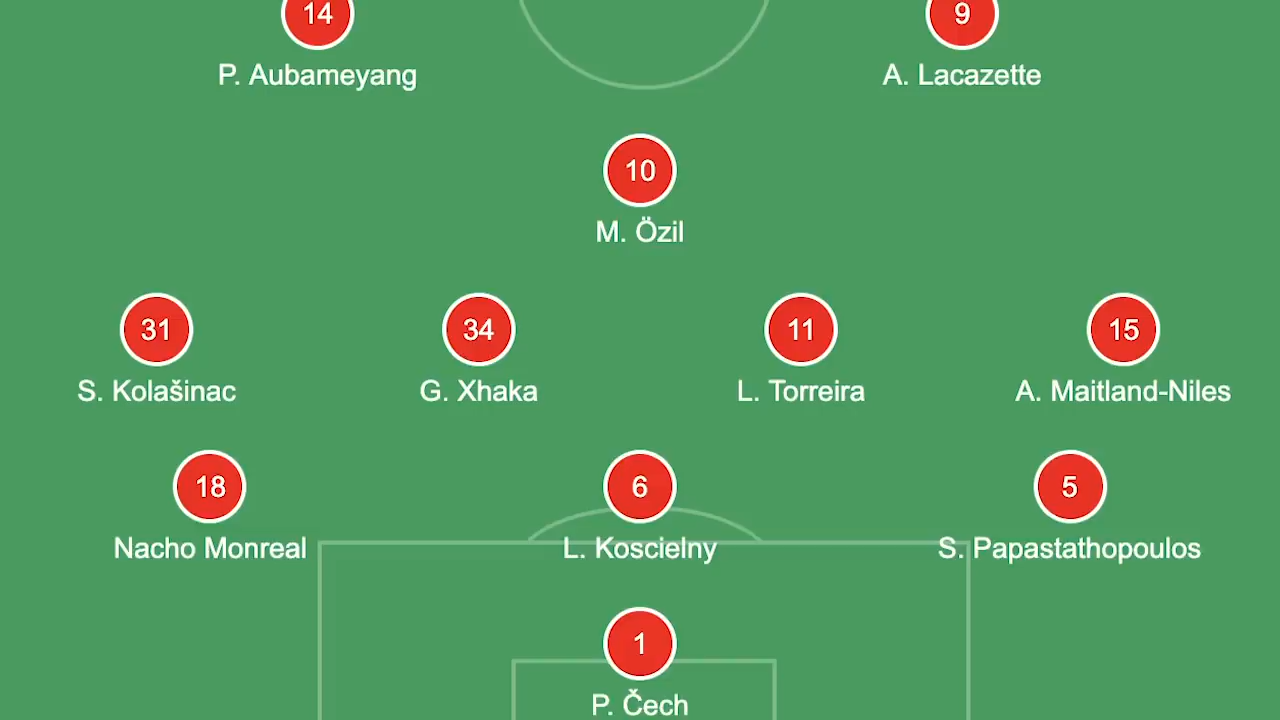 14 9
P. Aubameyang A. Lacazette
10
M. Özil
31 34 11 15
S. Kolašinac G. Xhaka L. Torreira A. Maitland-Niles
18 6 5
Nacho Monreal L. Koscielny S. Papastathopoulos
1
P. Čech